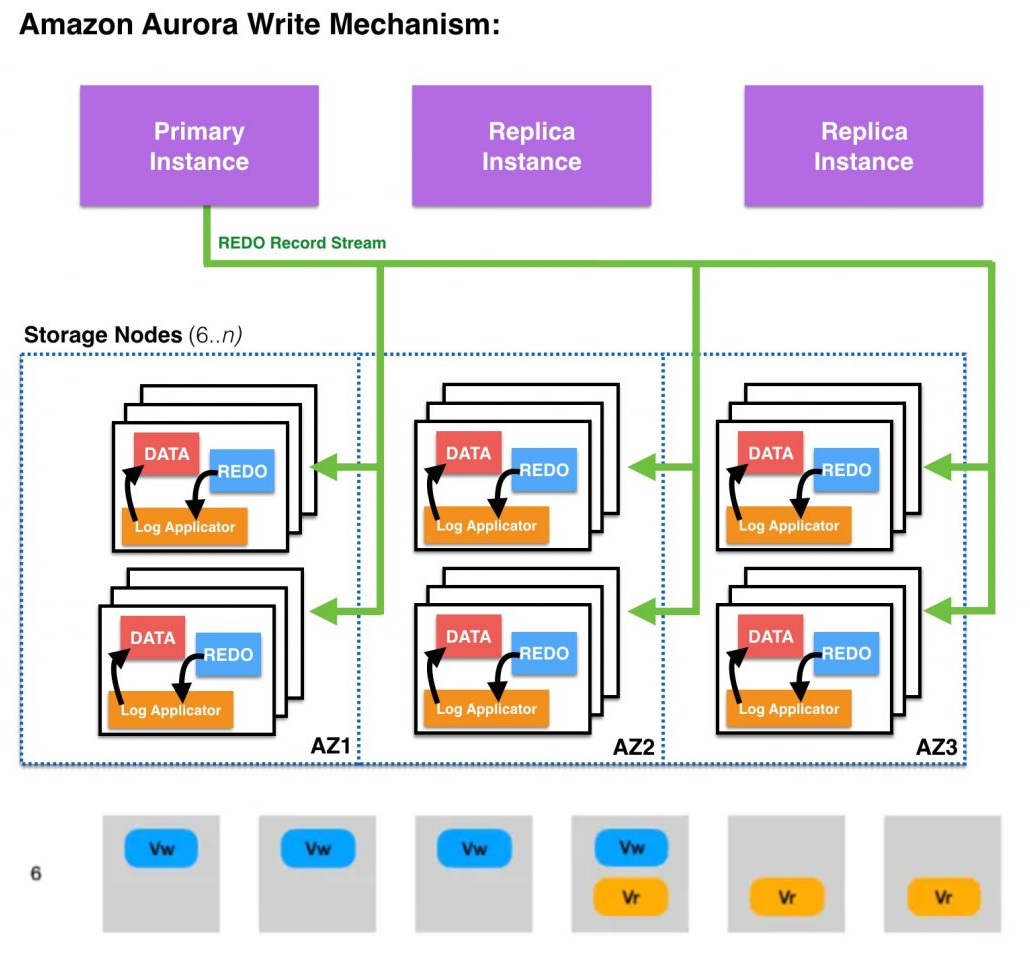 Amazon Aurora Write Mechanism:
Primary
Instance
Replica
Instance
Replica
Instance
REDO Record Stream
Storage Nodes (6..n)
DATA
REDO
Log Applicator
DATA
REDO
Log Applicator
DATA
REDO
Log Applicator
DATA
REDO
Log Applicator
DATA
REDO
Log Applicator
DATA
REDO
Log Applicator
AZ1
AZ2
AZ3
6
Vw
Vw
Vw
Vw
Vr
Vr
Vr